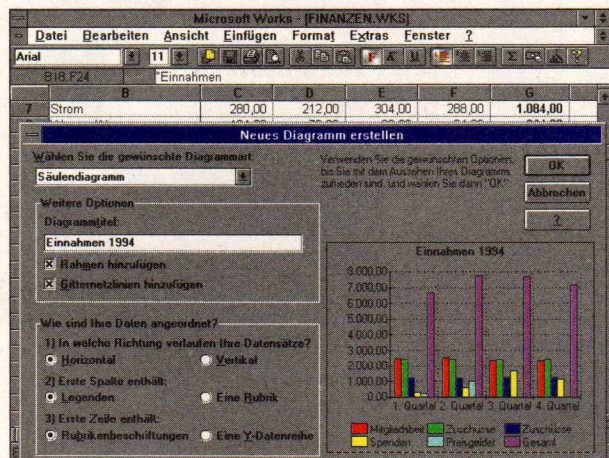 Microsoft Works - [FINANZEN.WKS]
Datei Bearbeiten Ansicht Einfügen Format Extras Fenster ?
Arial 11 F K U Σ ?
B18:F24 "Einnahmen
B C D E F G
7 Strom 280,00 212,00 304,00 288,00 1.084,00
Neues Diagramm erstellen
Wählen Sie die gewünschte Diagrammart:
Säulendiagramm
Verwenden Sie die gewünschten Optionen,
bis Sie mit dem Aussehen Ihres Diagramms
zufrieden sind, und wählen Sie dann "OK".
OK
Abbrechen
?
Weitere Optionen
Diagrammtitel:
Einnahmen 1994
Rahmen hinzufügen
Gitternetzlinien hinzufügen
Wie sind Ihre Daten angeordnet?
1) In welche Richtung verlaufen Ihre Datensätze?
Horizontal Vertikal
2) Erste Spalte enthält:
Legenden Eine Rubrik
3) Erste Zeile enthält:
Rubrikenbeschriftungen Eine Y-Datenreihe
Einnahmen 1994
8.000,00
7.000,00
6.000,00
5.000,00
4.000,00
3.000,00
2.000,00
1.000,00
0,00
1. Quartal 2. Quartal 3. Quartal 4. Quartal
Mitgliedsbeit Zuschüsse Zuschüsse
Spenden Preisgelder Gesamt